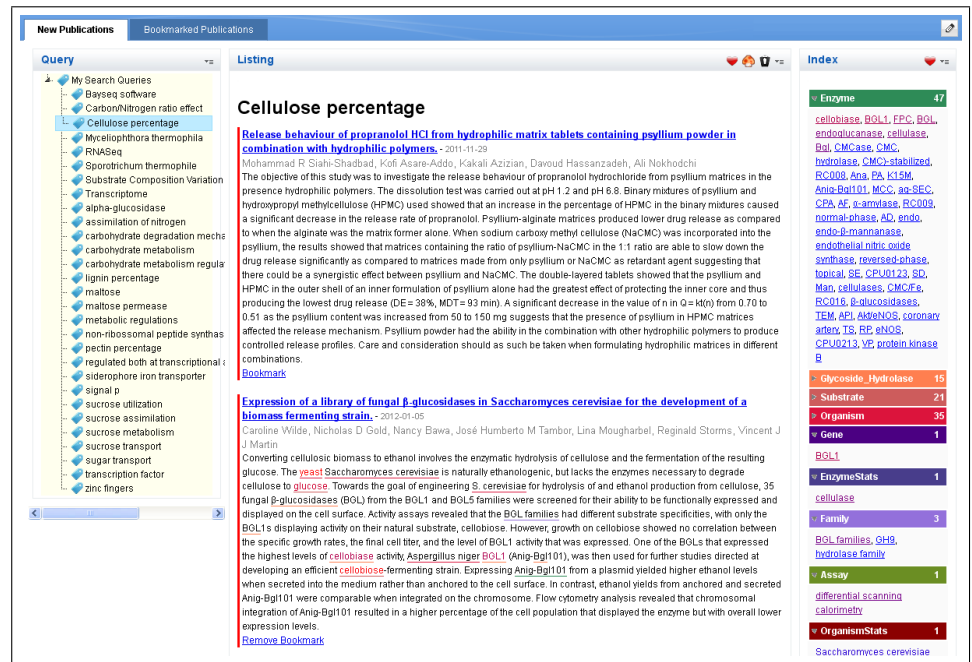 New Publications
Bookmarked Publications
Query
My Search Queries
Bayseq software
Carbon/Nitrogen ratio effect
Cellulose percentage
Myceliophthora thermophila
RNASeq
Sporotrichum thermophile
Substrate Composition Variation
Transcriptome
alpha-glucosidase
assimilation of nitrogen
carbohydrate degradation mecha
carbohydrate metabolism
carbohydrate metabolism regula
lignin percentage
maltose
maltose permease
metabolic regulations
non-ribossomal peptide synthas
pectin percentage
regulated both at transcriptional a
siderophore iron transporter
signal p
sucrose utilization
sucrose assimilation
sucrose metabolism
sucrose transport
sugar transport
transcription factor
zinc fingers
Listing
Cellulose percentage
Release behaviour of propranolol HCl from hydrophilic matrix tablets containing psyllium powder in
combination with hydrophilic polymers. - 2011-11-29
Mohammad R Siahi-Shadbad, Kofi Asare-Addo, Kakali Azizian, Davoud Hassanzadeh, Ali Nokhodchi
The objective of this study was to investigate the release behaviour of propranolol hydrochloride from psyllium matrices in the
presence hydrophilic polymers. The dissolution test was carried out at pH 1.2 and pH 6.8. Binary mixtures of psyllium and
hydroxypropyl methylcellulose (HPMC) used showed that an increase in the percentage of HPMC in the binary mixtures caused
a significant decrease in the release rate of propranolol. Psyllium-alginate matrices produced lower drug release as compared
to when the alginate was the matrix former alone. When sodium carboxy methyl cellulose (NaCMC) was incorporated into the
psyllium, the results showed that matrices containing the ratio of psyllium-NaCMC in the 1:1 ratio are able to slow down the
drug release significantly as compared to matrices made from only psyllium or NaCMC as retardant agent suggesting that
there could be a synergistic effect between psyllium and NaCMC. The double-layered tablets showed that the psyllium and
HPMC in the outer shell of an inner formulation of psyllium alone had the greatest effect of protecting the inner core and thus
producing the lowest drug release (DE = 38%, MDT = 93 min). A significant decrease in the value of n in Q = kt(n) from 0.70 to
0.51 as the psyllium content was increased from 50 to 150 mg suggests that the presence of psyllium in HPMC matrices
affected the release mechanism. Psyllium powder had the ability in the combination with other hydrophilic polymers to produce
controlled release profiles. Care and consideration should as such be taken when formulating hydrophilic matrices in different
combinations.
Bookmark
Expression of a library of fungal β-glucosidases in Saccharomyces cerevisiae for the development of a
biomass fermenting strain. - 2012-01-05
Caroline Wilde, Nicholas D Gold, Nancy Bawa, José Humberto M Tambor, Lina Mougharbel, Reginald Storms, Vincent J
J Martin
Converting cellulosic biomass to ethanol involves the enzymatic hydrolysis of cellulose and the fermentation of the resulting
glucose. The yeast Saccharomyces cerevisiae is naturally ethanologenic, but lacks the enzymes necessary to degrade
cellulose to glucose. Towards the goal of engineering S. cerevisiae for hydrolysis of and ethanol production from cellulose, 35
fungal β-glucosidases (BGL) from the BGL1 and BGL5 families were screened for their ability to be functionally expressed and
displayed on the cell surface. Activity assays revealed that the BGL families had different substrate specificities, with only the
BGL1s displaying activity on their natural substrate, cellobiose. However, growth on cellobiose showed no correlation between
the specific growth rates, the final cell titer, and the level of BGL1 activity that was expressed. One of the BGLs that expressed
the highest levels of cellobiase activity, Aspergillus niger BGL1 (Anig-Bgl101), was then used for further studies directed at
developing an efficient cellobiose-fermenting strain. Expressing Anig-Bgl101 from a plasmid yielded higher ethanol levels
when secreted into the medium rather than anchored to the cell surface. In contrast, ethanol yields from anchored and secreted
Anig-Bgl101 were comparable when integrated on the chromosome. Flow cytometry analysis revealed that chromosomal
integration of Anig-Bgl101 resulted in a higher percentage of the cell population that displayed the enzyme but with overall lower
expression levels.
Remove Bookmark
Index
Enzyme 47
cellobiase, BGL1, FPC, BGL,
endoglucanase, cellulase,
Bgl, CMCase, CMC,
hydrolase, CMC)-stabilized,
RC008, Ana, PA, K15M,
Anig-Bgl101, MCC, aq-SEC,
CPA, AF, α-amylase, RC009,
normal-phase, AD, endo,
endo-β-mannanase,
endothelial nitric oxide
synthase, reversed-phase,
topical, SE, CPU0123, SD,
Man, cellulases, CMC/Fe,
RC016, β-glucosidases,
TEM, API, Akt/eNOS, coronary
artery, TS, RP, eNOS,
CPU0213, VP, protein kinase
B
Glycoside_Hydrolase 15
Substrate 21
Organism 35
Gene 1
BGL1
EnzymeStats 1
cellulase
Family 3
BGL families, GH9,
hydrolase family
Assay 1
differential scanning
calorimetry
OrganismStats 1
Saccharomyces cerevisiae